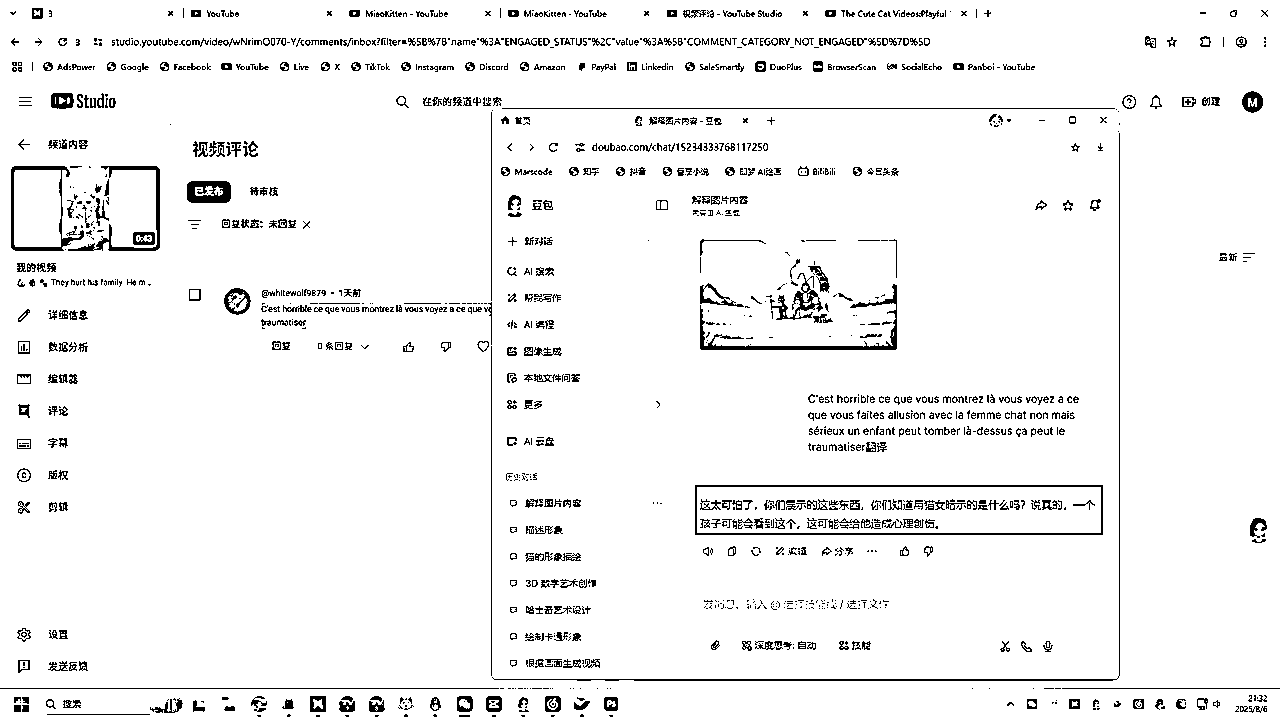 YouTube
MiaoKitten - YouTube
MiaoKitten - YouTube
视频评论 - YouTube Studio
The Cute Cat VideosPlayful
studio.youtube.com/video/wNrimO070-Y/comments/inbox?filter=%5B%7B"name"%3A"ENGAGED_STATUS"%2C"value"%3A%5B"COMMENT_CATEGORY_NOT_ENGAGED"%5D%7D%5D
AdsPower Google Facebook YouTube Live X TikTok Instagram Discord Amazon PayPal Linkedin SaleSmartly DuoPlus BrowserScan SocialEcho Panboi - YouTube
Studio
在你的频道中搜索
创建
M
频道内容
0:43
我的视频
They hurt his family. He m...
详细信息
数据分析
编辑器
评论
字幕
版权
剪辑
设置
发送反馈
视频评论
已发布 待审核
回复状态：未回复
最新
@whitewolf9879 • 1天前
C'est horrible ce que vous montrez là vous voyez a ce que
traumatiser
回复 0 条回复
首页 解释图片内容 - 豆包
doubao.com/chat/15234333768117250
Marscode 知乎 抖音 番茄小说 即梦 AI绘画 BiliBili 今日头条
豆包
新对话
AI 搜索
帮我写作
AI 编程
图像生成
本地文件问答
更多
AI 云盘
历史对话
解释图片内容
描述形象
猫的形象描绘
3D 数字艺术创作
哈士奇艺术设计
绘制卡通形象
根据画面生成视频
解释图片内容
C'est horrible ce que vous montrez là vous voyez a ce
que vous faites allusion avec la femme chat non mais
sérieux un enfant peut tomber là-dessus ça peut le
traumatiser翻译
这太可怕了，你们展示的这些东西，你们知道用猫女暗示的是什么吗？说真的，一个
孩子可能会看到这个，这可能会给他造成心理创伤。
编辑 分享
发消息、输入 @ 选择技能或 / 选择文件
深度思考: 自动 技能
搜索
21:32
2025/8/6